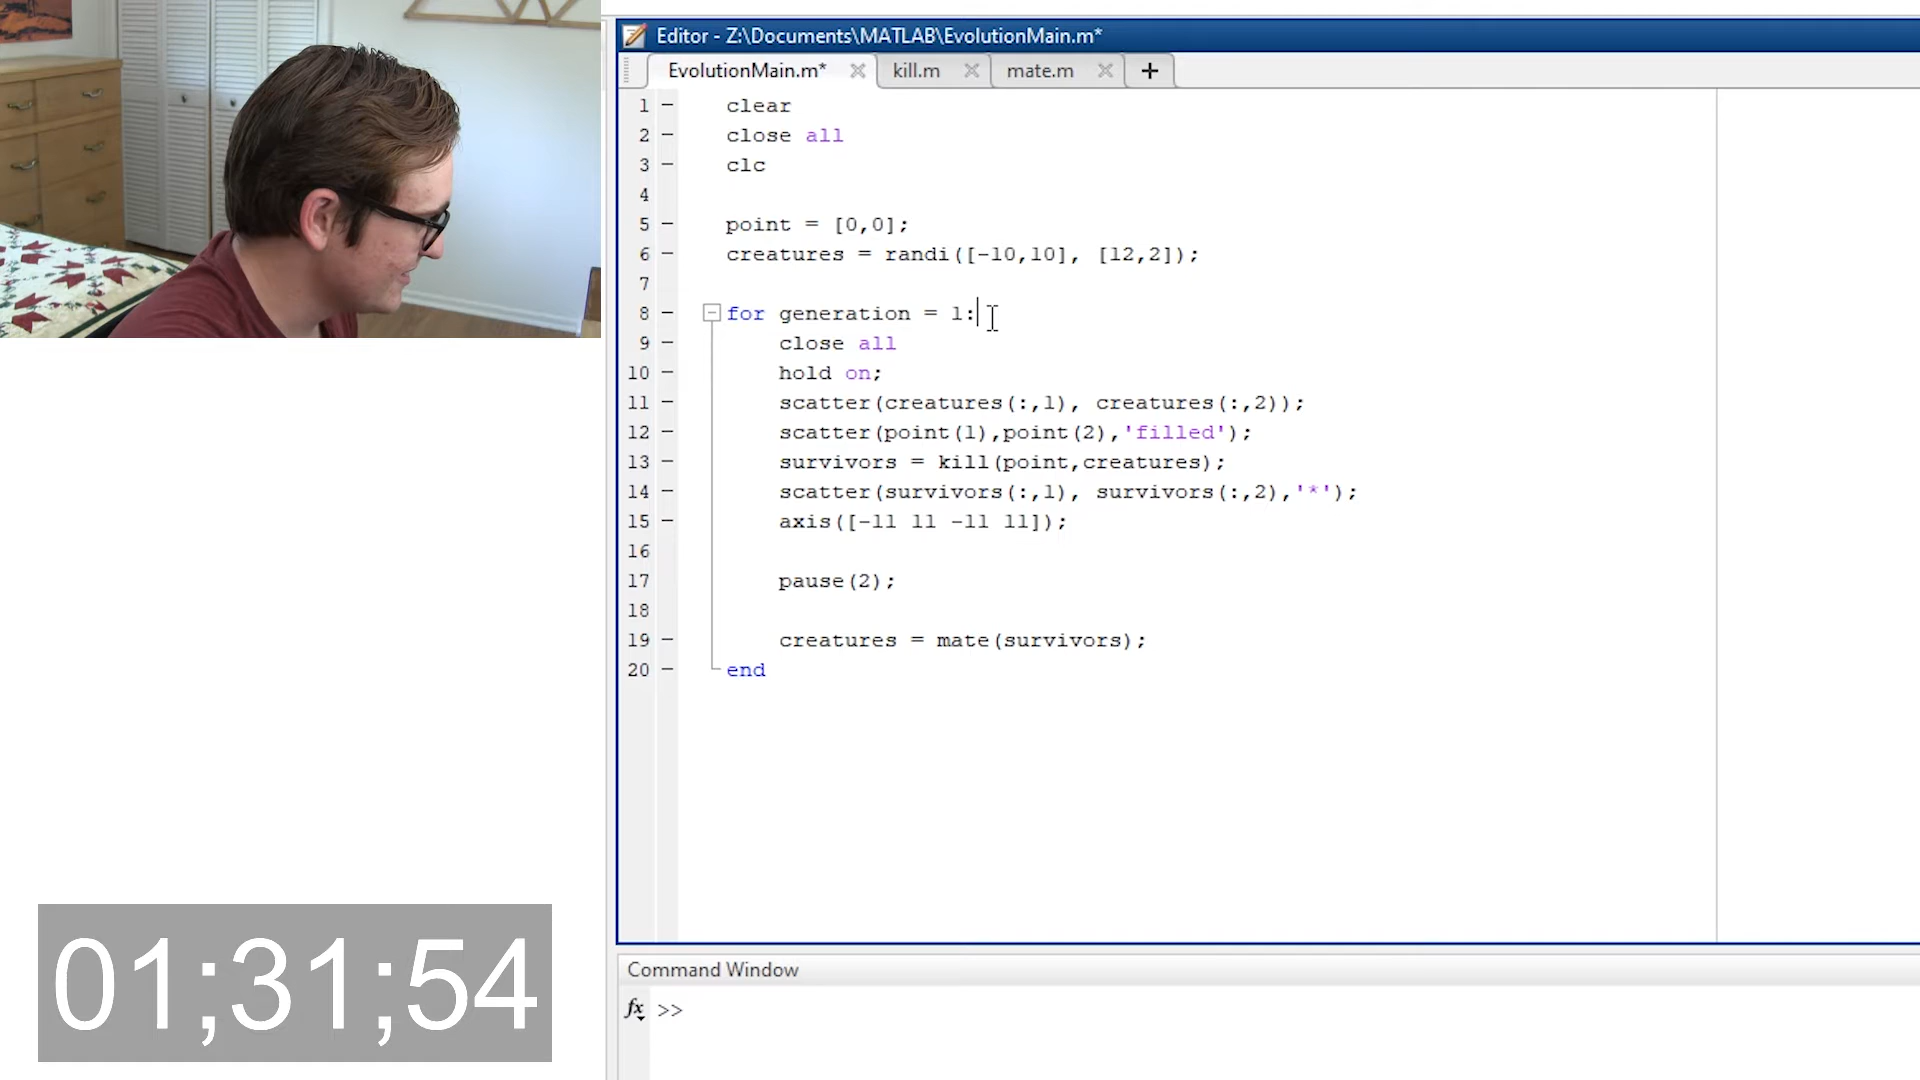 Editor - Z:\Documents\MATLAB\EvolutionMain.m*
EvolutionMain.m* kill.m mate.m +
1 clear
2 close all
3 clc
4
5 point = [0,0];
6 creatures = randi([-10,10], [12,2]);
7
8 for generation = 1:
9 close all
10 hold on;
11 scatter(creatures(:,1), creatures(:,2));
12 scatter(point(1),point(2),'filled');
13 survivors = kill(point,creatures);
14 scatter(survivors(:,1), survivors(:,2),'*');
15 axis([-11 11 -11 11]);
16
17 pause(2);
18
19 creatures = mate(survivors);
20 end
01;31;54
Command Window
fx >>